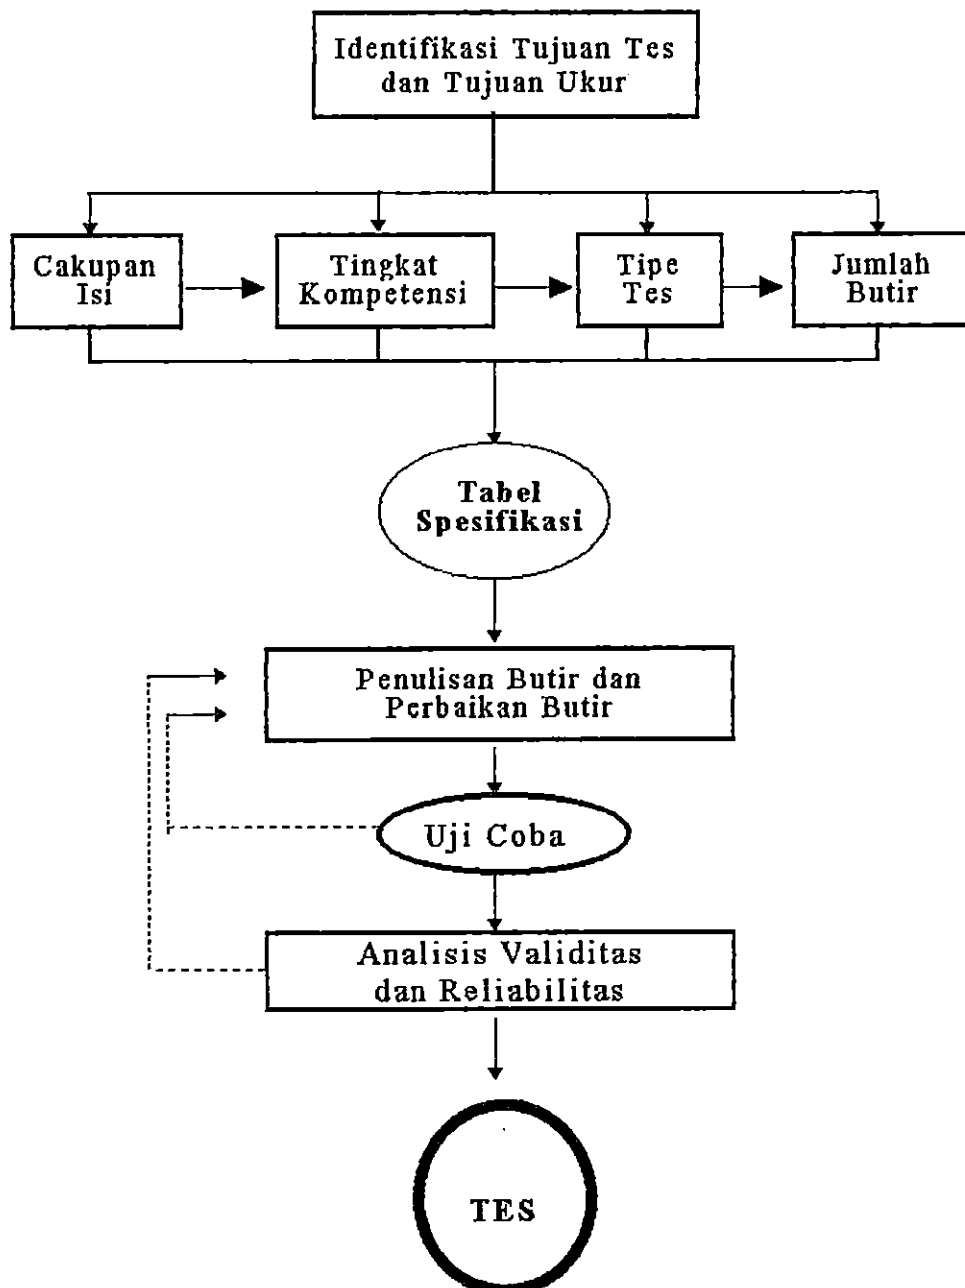 Identifikasi Tujuan Tes
dan Tujuan Ukur
Cakupan
Isi
Tingkat
Kompetensi
Tipe
Tes
Jumlah
Butir
Tabel
Spesifikasi
Penulisan Butir dan
Perbaikan Butir
Uji Coba
Analisis Validitas
dan Reliabilitas
TES